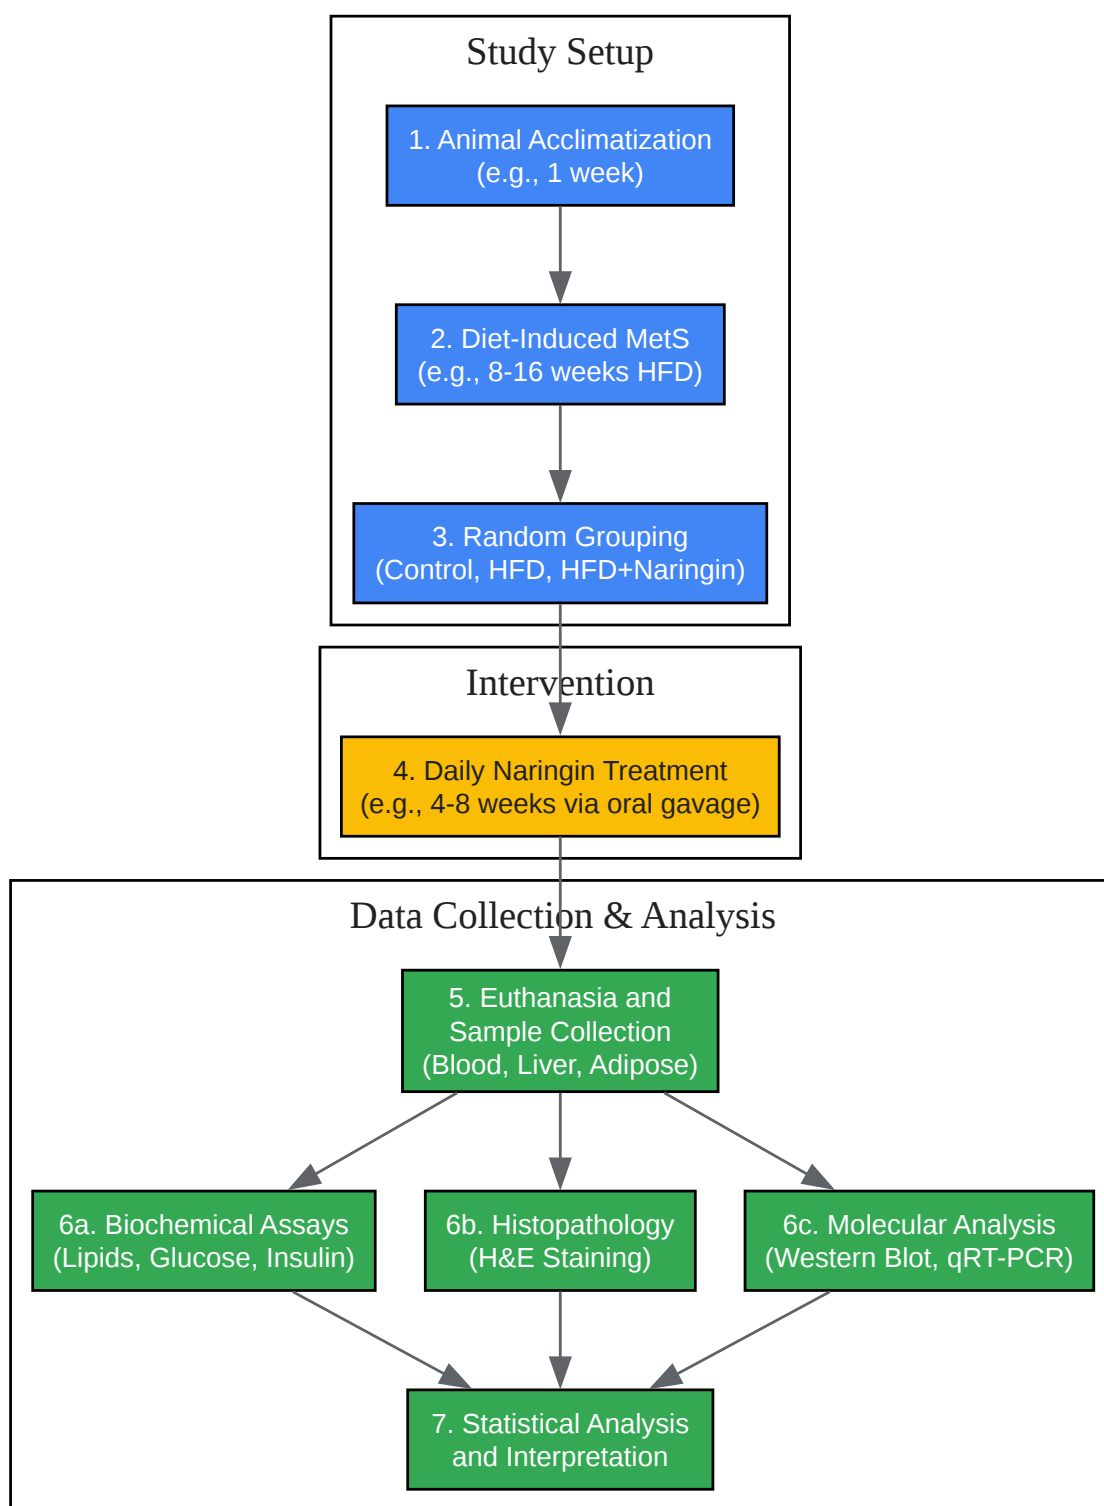 Study Setup
1. Animal Acclimatization
(e.g., 1 week)
2. Diet-Induced MetS
(e.g., 8-16 weeks HFD)
3. Random Grouping
(Control, HFD, HFD+Naringin)
Intervention
4. Daily Naringin Treatment
(e.g., 4-8 weeks via oral gavage)
Data Collection & Analysis
5. Euthanasia and
Sample Collection
(Blood, Liver, Adipose)
6a. Biochemical Assays
(Lipids, Glucose, Insulin)
6b. Histopathology
(H&E Staining)
6c. Molecular Analysis
(Western Blot, qRT-PCR)
7. Statistical Analysis
and Interpretation